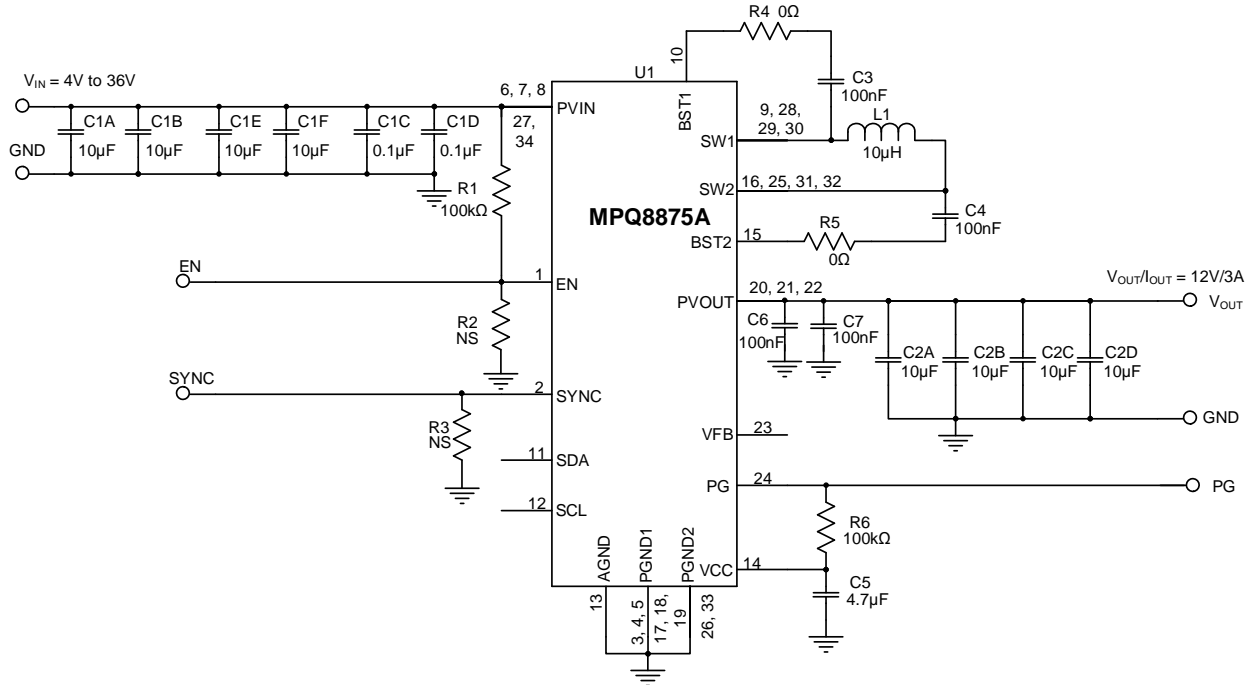 R4 0Ω
10
U1
V_IN = 4V to 36V
6, 7, 8
PVIN
27,
34
BST1
C3
100nF
9, 28,
29, 30
L1
10µH
SW1
C1A
10µF
C1B
10µF
C1E
10µF
C1F
10µF
C1C
0.1µF
C1D
0.1µF
GND
R1
100kΩ
SW2
16, 25, 31, 32
MPQ8875A
C4
100nF
BST2
15
R5
0Ω
EN
1
EN
V_OUT/I_OUT = 12V/3A
PVOUT
20, 21, 22
V_OUT
R2
NS
C6
100nF
C7
100nF
C2A
10µF
C2B
10µF
C2C
10µF
C2D
10µF
SYNC
2
SYNC
GND
R3
NS
VFB
23
11
SDA
PG
24
PG
12
SCL
R6
100kΩ
AGND
PGND1
PGND2
VCC
14
C5
4.7µF
13
3, 4, 5
17, 18,
19
26, 33